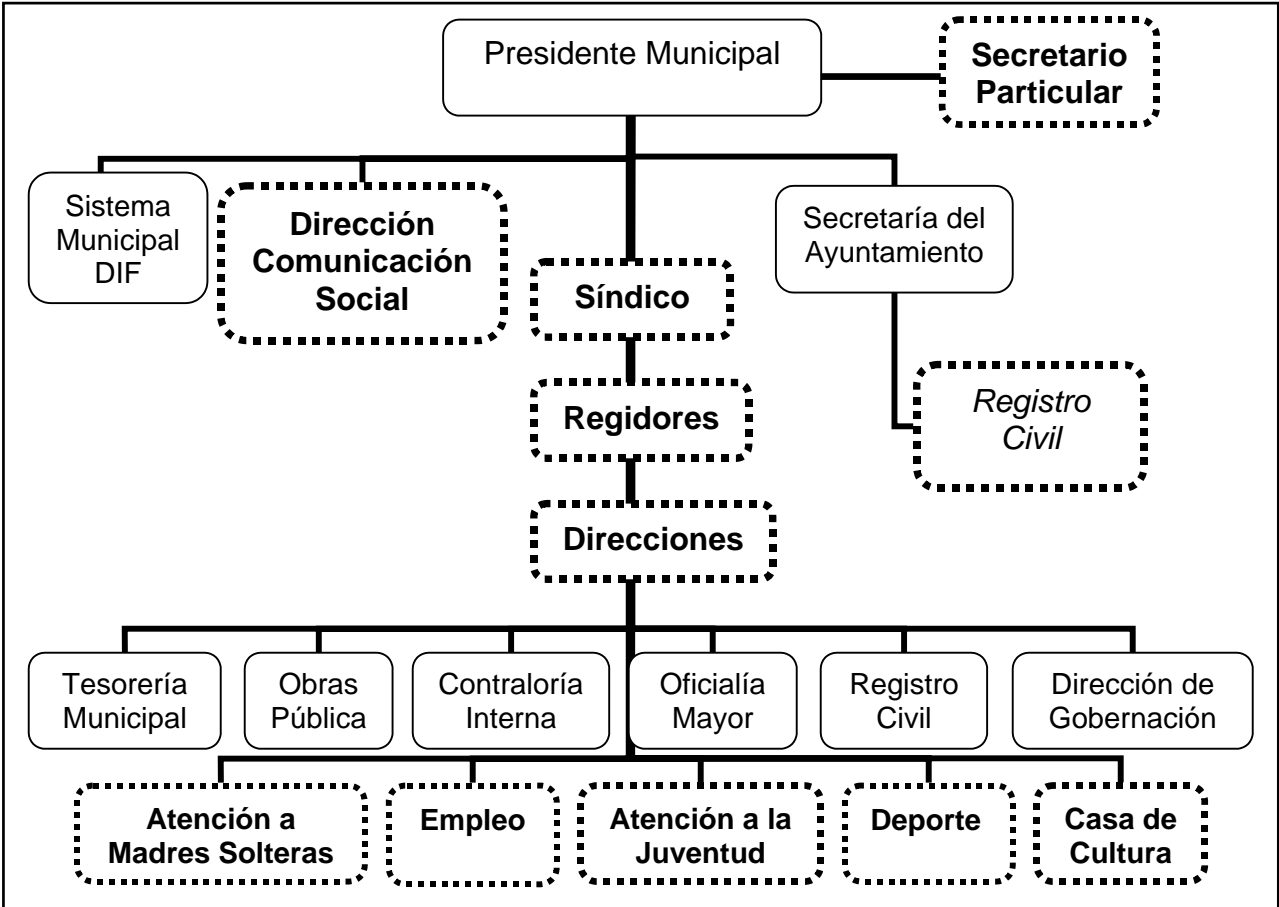 Presidente Municipal
Secretario
Particular
Sistema
Municipal
DIF
Dirección
Comunicación
Social
Secretaría del
Ayuntamiento
Síndico
Registro
Civil
Regidores
Direcciones
Tesorería
Municipal
Obras
Pública
Contraloría
Interna
Oficialía
Mayor
Registro
Civil
Dirección de
Gobernación
Atención a
Madres Solteras
Empleo
Atención a la
Juventud
Deporte
Casa de
Cultura